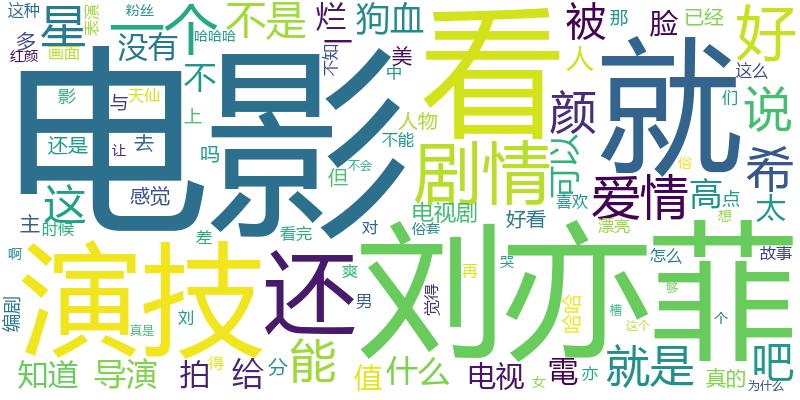 这种
星
粉丝
一个
不是
烂
狗血
看
被
那
脸
已经
好
多
表演
哈哈哈
红颜
画面
没有
不
不知
一
美
中
人
这么
电影
就
们
说
影
与
天仙
上
人物
颜
还是
让
去
吗
不能
剧情
可以
希
但
不会
俗
这
感觉
爱情
高
点
太
主
时候
电视剧
好看
喜欢
想
差
看完
对
俗套
漂亮
啊
演技
还
刘亦菲
怎么
故事
爽
再
哭
编剧
男
觉得
哈哈
够
真是
刘
槽
这个
个
知道
导演
拍
给
得
分
能
值
什么
电视
女
電
亦
就是
真的
吧
为什么